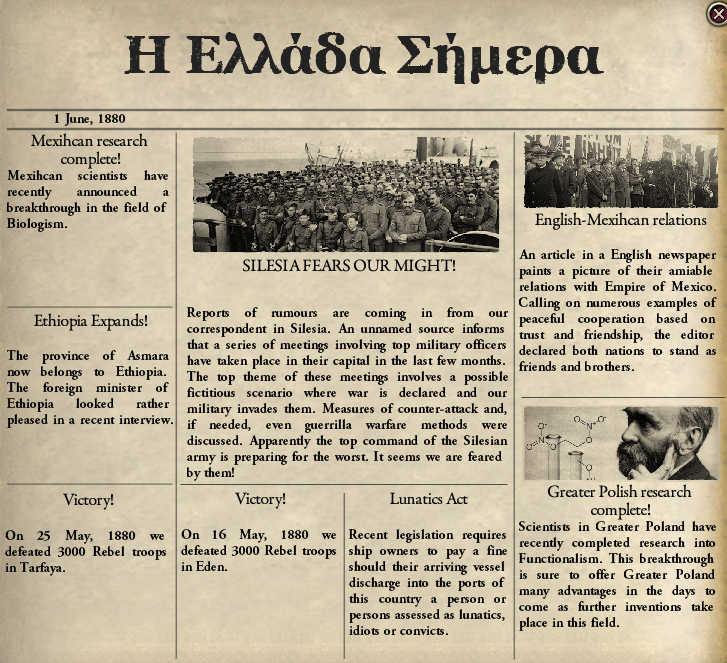 Η Ελλάδα Σήμερα
1 June, 1880
Mexihcan research
complete!
Mexihcan scientists have
recently announced a
breakthrough in the field of
Biologism.
Ethiopia Expands!
The province of Asmara
now belongs to Ethiopia.
The foreign minister of
Ethiopia looked rather
pleased in a recent interview.
Victory!
On 25 May, 1880 we
defeated 3000 Rebel troops
in Tarfaya.
SILESIA FEARS OUR MIGHT!
Reports of rumours are coming in from our
correspondent in Silesia. An unnamed source informs
that a series of meetings involving top military officers
have taken place in their capital in the last few months.
The top theme of these meetings involves a possible
fictitious scenario where war is declared and our
military invades them. Measures of counter-attack and,
if needed, even guerrilla warfare methods were
discussed. Apparently the top command of the Silesian
army is preparing for the worst. It seems we are feared
by them!
Victory!
On 16 May, 1880 we
defeated 3000 Rebel troops
in Eden.
Lunatics Act
Recent legislation requires
ship owners to pay a fine
should their arriving vessel
discharge into the ports of
this country a person or
persons assessed as lunatics,
idiots or convicts.
English-Mexihcan relations
An article in a English newspaper
paints a picture of their amiable
relations with Empire of Mexico.
Calling on numerous examples of
peaceful cooperation based on
trust and friendship, the editor
declared both nations to stand as
friends and brothers.
Greater Polish research
complete!
Scientists in Greater Poland have
recently completed research into
Functionalism. This breakthrough
is sure to offer Greater Poland
many advantages in the days to
come as further inventions take
place in this field.